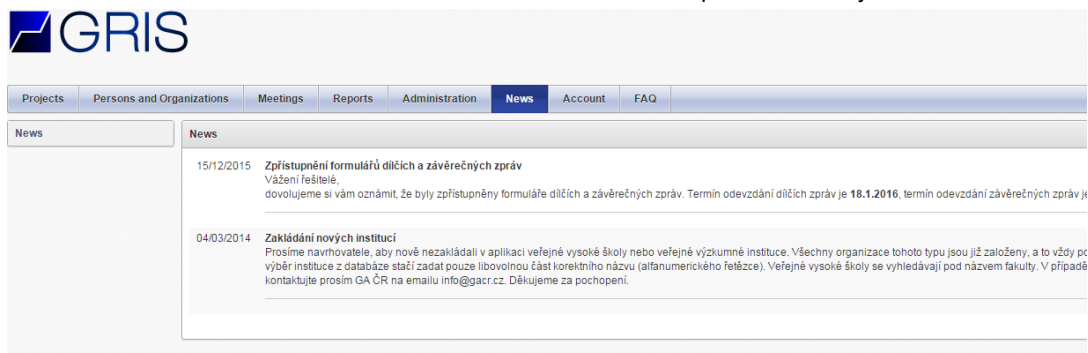 GRIS
Projects Persons and Organizations Meetings Reports Administration News Account FAQ
News
News
15/12/2015 Zpřístupnění formulářů dílčích a závěrečných zpráv
Vážení řešitelé,
dovolujeme si vám oznámit, že byly zpřístupněny formuláře dílčích a závěrečných zpráv. Termín odevzdání dílčích zpráv je 18.1.2016, termín odevzdání závěrečných zpráv je
04/03/2014 Zakládání nových institucí
Prosíme navrhovatele, aby nově nezakládali v aplikaci veřejné vysoké školy nebo veřejné výzkumné instituce. Všechny organizace tohoto typu jsou již založeny, a to vždy po
výběr instituce z databáze stačí zadat pouze libovolnou část korektního názvu (alfanumerického řetězce). Veřejné vysoké školy se vyhledávají pod názvem fakulty. V případě
kontaktujte prosím GA ČR na emailu info@gacr.cz. Děkujeme za pochopení.